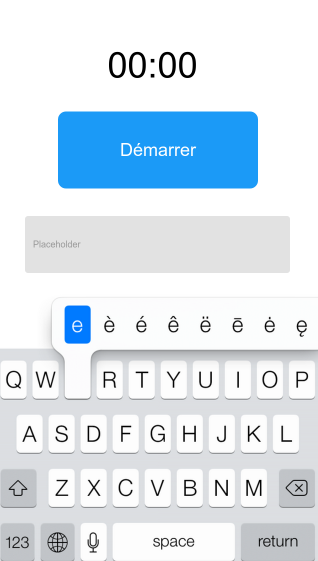 00:00
Démarrer
Placeholder
e è é ê ë ē ė ę
Q W R T Y U I O P
A S D F G H J K L
Z X C V B N M
123 space return